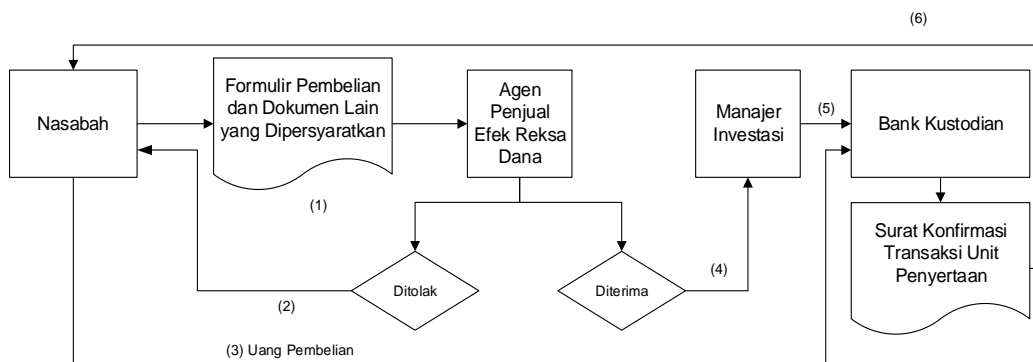 (6)
Nasabah
Formulir Pembelian
dan Dokumen Lain
yang Dipersyaratkan
(1)
Agen
Penjual
Efek Reksa
Dana
Manajer
Investasi
(5)
Bank Kustodian
Surat Konfirmasi
Transaksi Unit
Penyertaan
Ditolak
(2)
Diterima
(4)
(3) Uang Pembelian